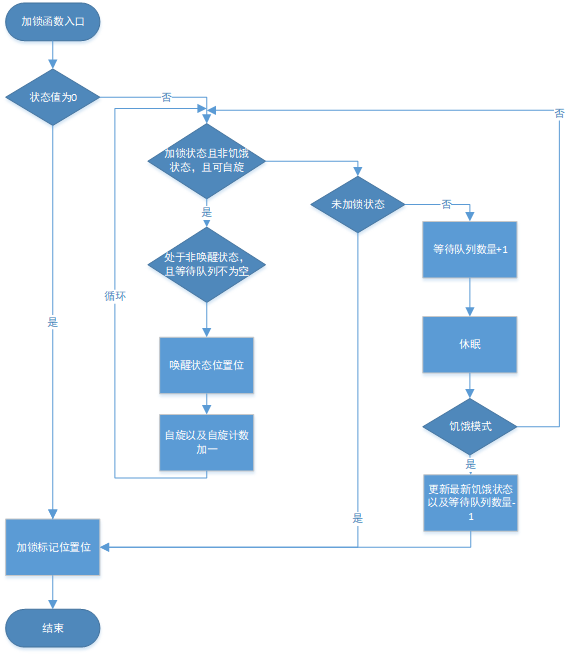 加锁函数入口
状态值为0
否
否
加锁状态且非饥饿
状态，且可自旋
未加锁状态
否
是
等待队列数量+1
处于非唤醒状态，
且等待队列不为空
循环
是
休眠
唤醒状态位置位
饥饿模式
自旋以及自旋计数
加一
是
更新最新饥饿状态
以及等待队列数量-
1
是
加锁标记位置位
结束